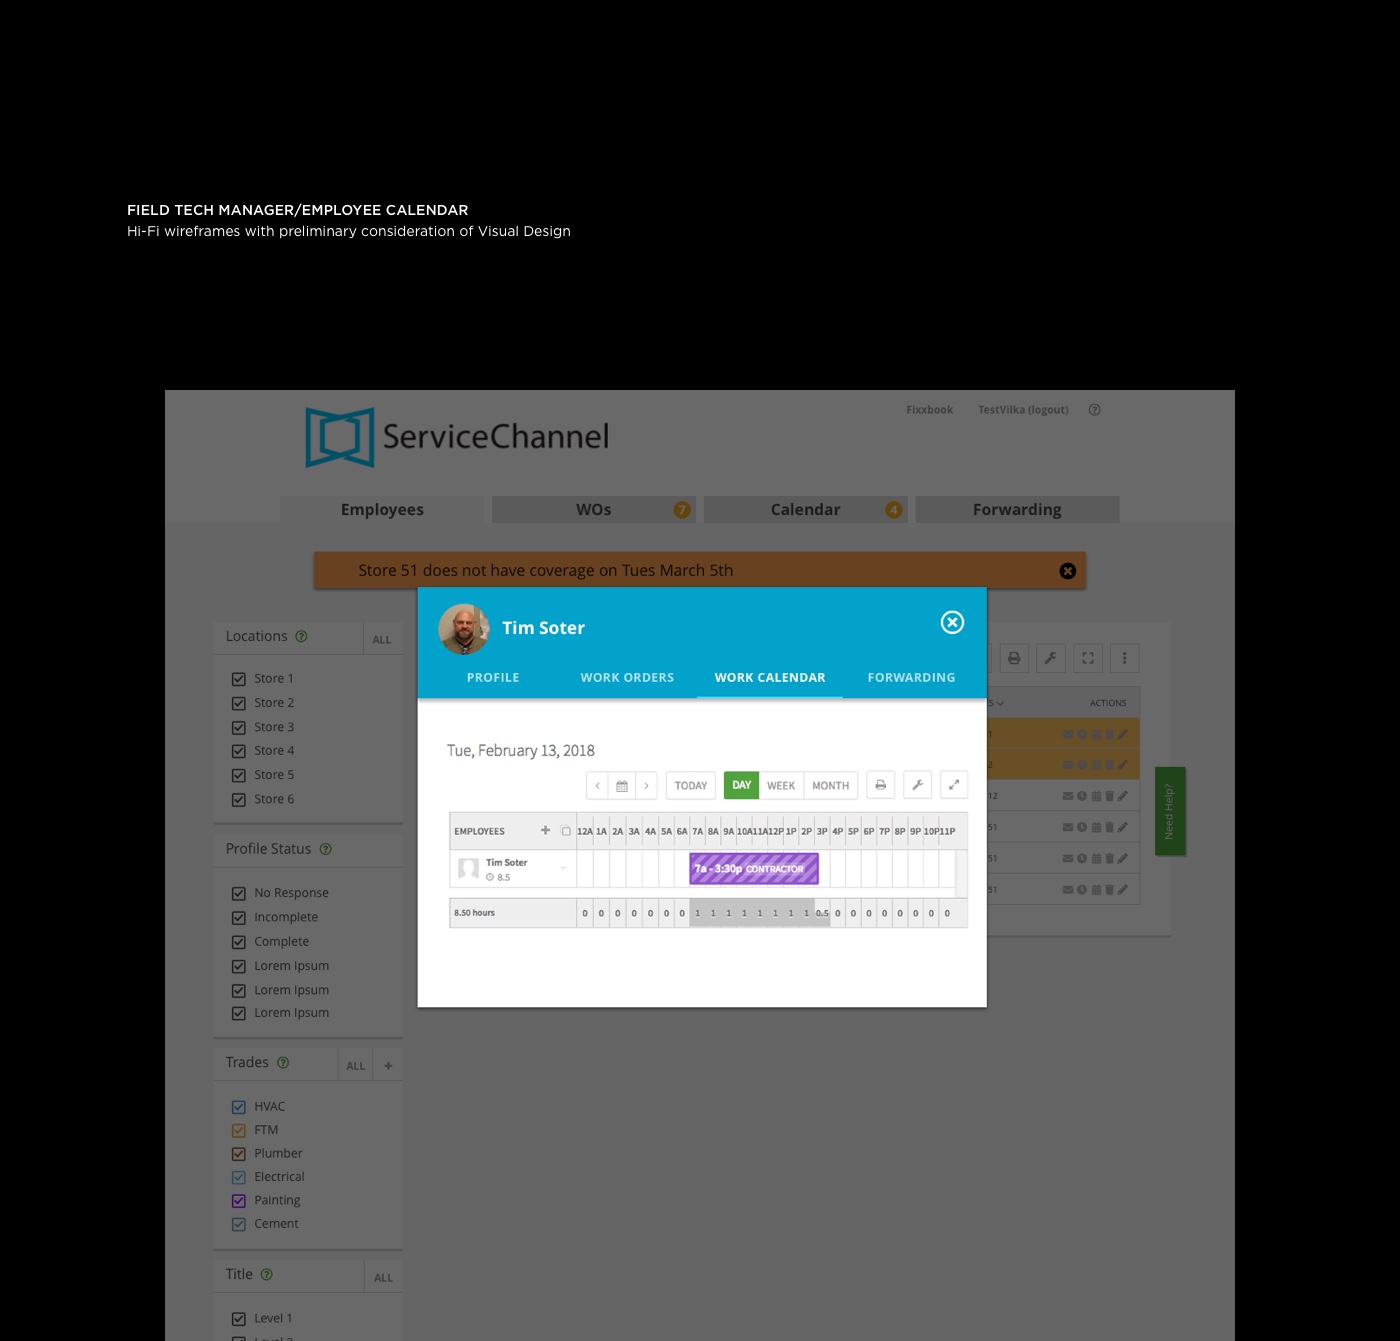 FIELD TECH MANAGER/EMPLOYEE CALENDAR
Hi-Fi wireframes with preliminary consideration of Visual Design
Fixxbook TestVilka (logout)
ServiceChannel
Employees WOs 7 Calendar 4 Forwarding
Store 51 does not have coverage on Tues March 5th
Tim Soter
PROFILE WORK ORDERS WORK CALENDAR FORWARDING
Tue, February 13, 2018
TODAY DAY WEEK MONTH
EMPLOYEES 12A 1A 2A 3A 4A 5A 6A 7A 8A 9A 10A 11A 12P 1P 2P 3P 4P 5P 6P 7P 8P 9P 10P 11P
Tim Soter
8.5
7a - 3:30p CONTRACTOR
8.50 hours 0 0 0 0 0 0 0 1 1 1 1 1 1 1 1 0.5 0 0 0 0 0 0 0 0
Locations ALL
Store 1
Store 2
Store 3
Store 4
Store 5
Store 6
Profile Status
No Response
Incomplete
Complete
Lorem Ipsum
Lorem Ipsum
Lorem Ipsum
Trades ALL +
HVAC
FTM
Plumber
Electrical
Painting
Cement
Title ALL
Level 1
ACTIONS
1
2
12
51
51
51
Need Help?